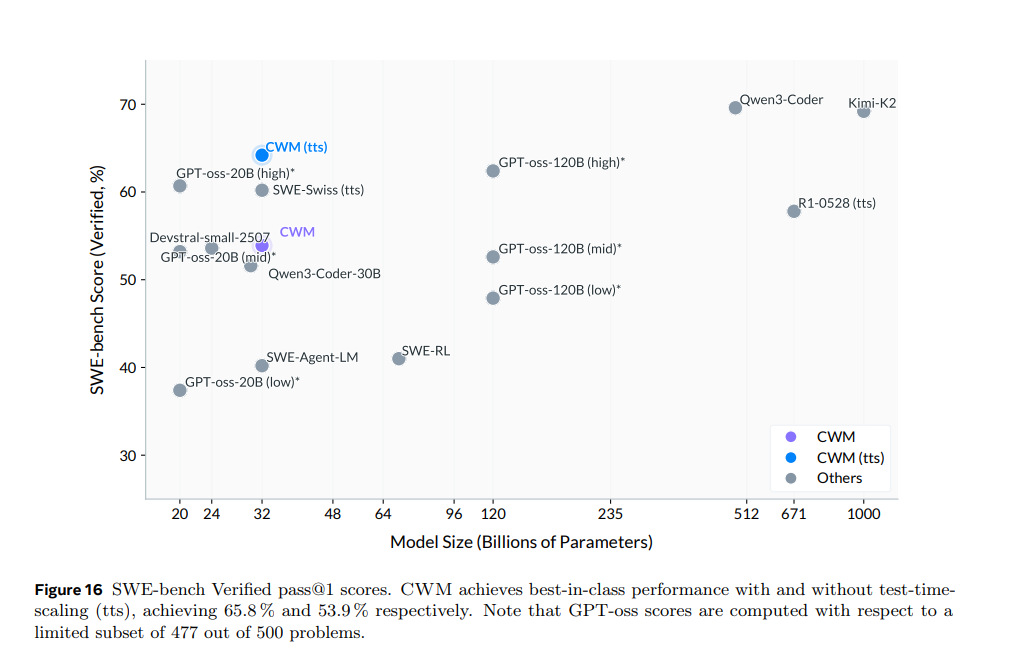 70
60
50
40
30
SWE-bench Score (Verified, %)
Qwen3-Coder
Kimi-K2
CWM (tts)
GPT-oss-120B (high)*
GPT-oss-20B (high)*
SWE-Swiss (tts)
R1-0528 (tts)
CWM
Devstral-small-2507
GPT-oss-120B (mid)*
GPT-oss-20B (mid)*
Qwen3-Coder-30B
GPT-oss-120B (low)*
SWE-RL
SWE-Agent-LM
GPT-oss-20B (low)*
CWM
CWM (tts)
Others
20 24 32 48 64 96 120 235 512 671 1000
Model Size (Billions of Parameters)
Figure 16 SWE-bench Verified pass@1 scores. CWM achieves best-in-class performance with and without test-time-
scaling (tts), achieving 65.8 % and 53.9 % respectively. Note that GPT-oss scores are computed with respect to a
limited subset of 477 out of 500 problems.